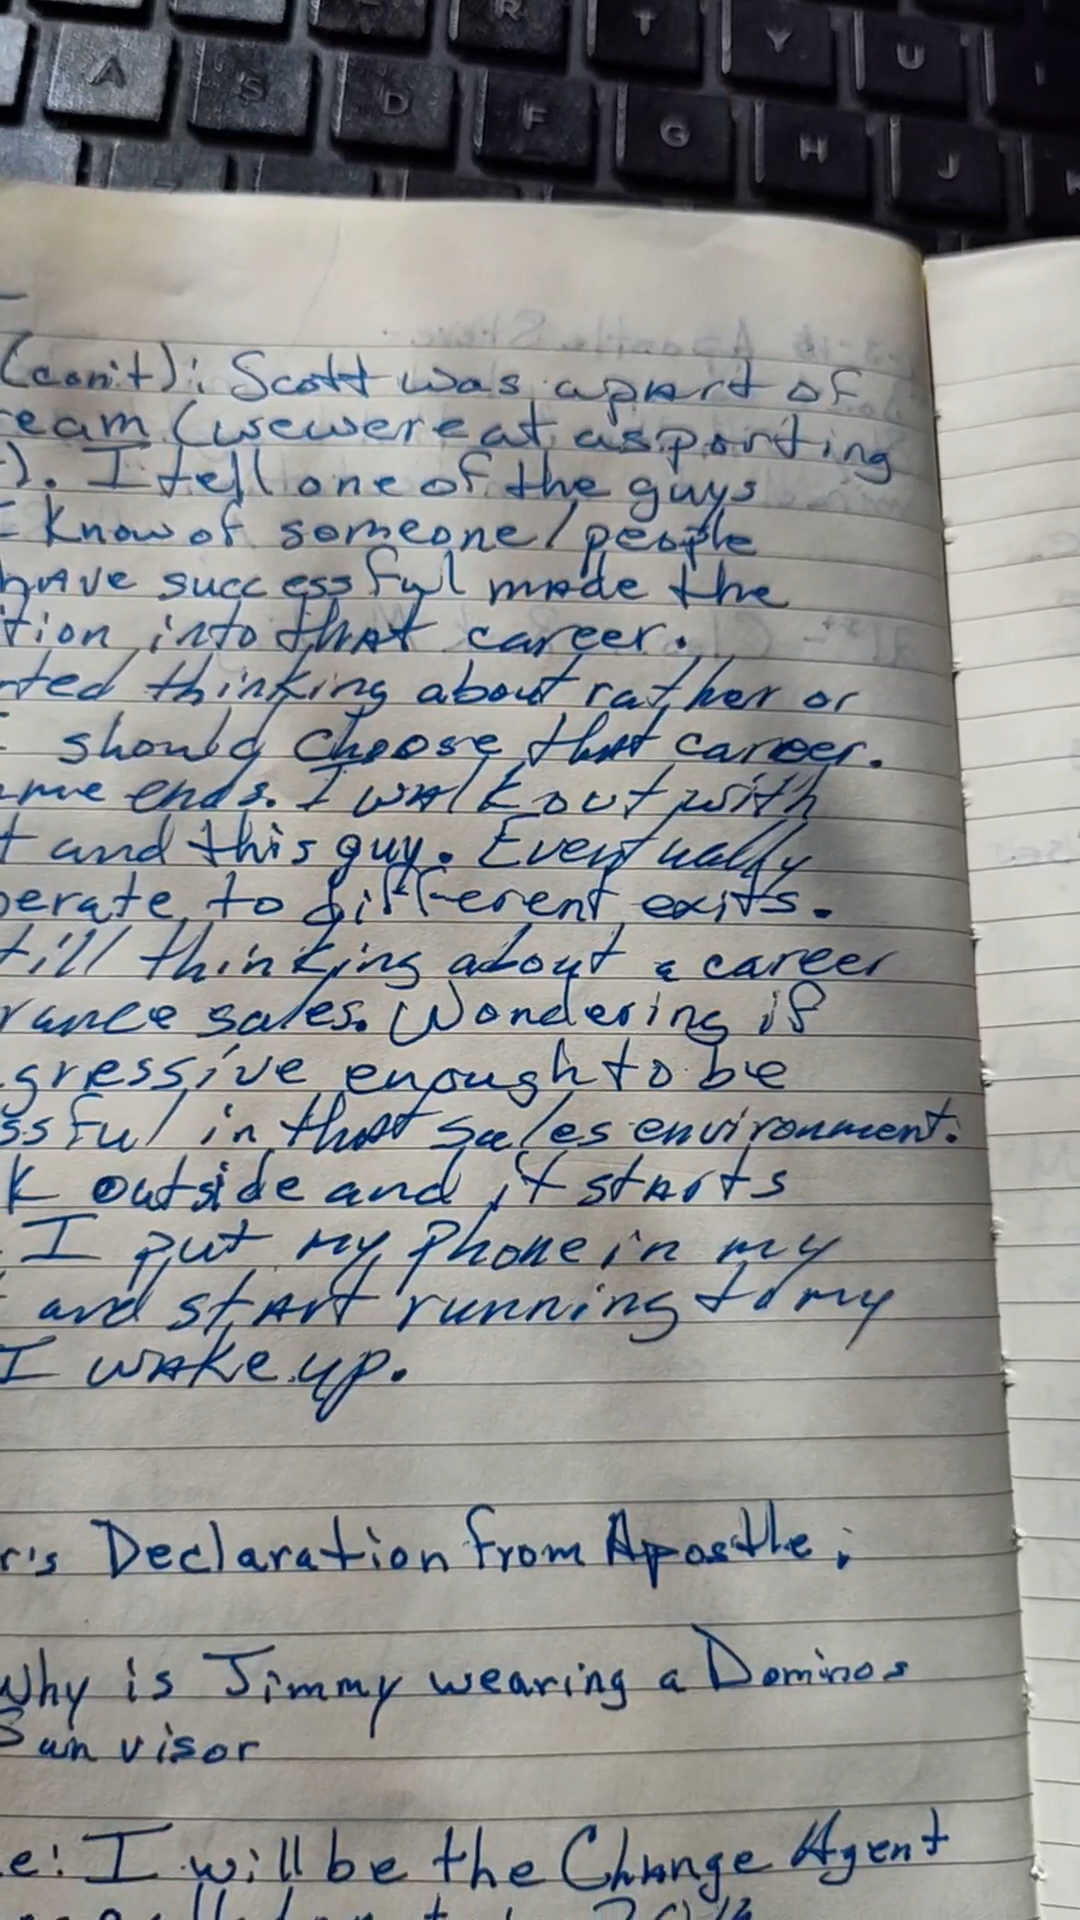 R T Y U I
A S D F G H J K
(con't): Scott was apart of
eam (wewere at asporting
). I tell one of the guys
I know of someone/people
have successful made the
tion into that career.
ted thinking about rather or
I should choose that career.
ame ends. I walk out with
t and this guy. Eventually
perate to different exits.
till thinking about a career
rance sales. Wondering if
gressive enough to be
ssful in that sales environment.
k outside and it starts
I put my phone in my
and start running to my
I wake up.
r's Declaration from Apostle:
Why is Jimmy wearing a Dominos
Sun visor
e: I will be the Change Agent